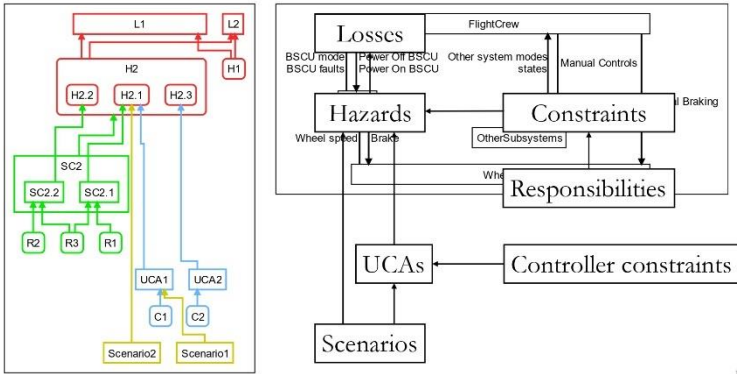 L1
L2
H2
H1
H2.2
H2.1
H2.3
SC2
SC2.2
SC2.1
R2
R3
R1
UCA1
UCA2
C1
C2
Scenario2
Scenario1
Losses
FlightCrew
BSCU mode
BSCU faults
Power Off BSCU
Power On BSCU
Other system modes
states
Manual Controls
Hazards
Constraints
Braking
Wheel speed
Brake
OtherSubsystems
Responsibilities
UCAs
Controller constraints
Scenarios